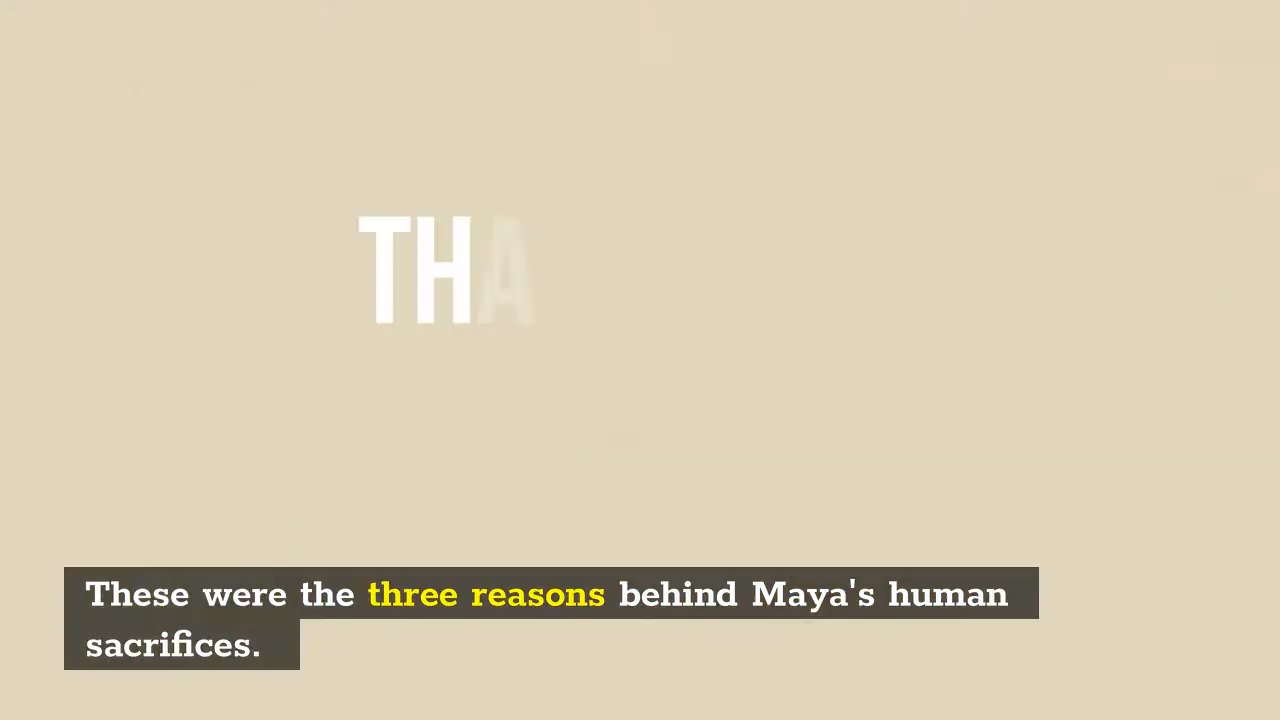 THA
These were the three reasons behind Maya's human
sacrifices.